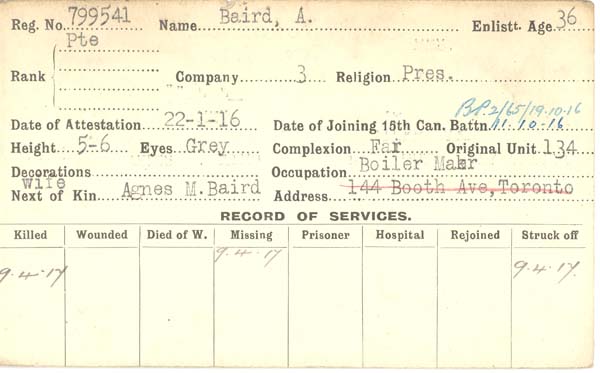 Reg. No. 799541 Name Baird, A. Enlistt. Age 36
Pte
Rank Company 3 Religion Pres.
B.P.2/65/19.10.16
Date of Attestation 22-1-16 Date of Joining 15th Can. Battn. 11.10.16
Height 5-6 Eyes Grey Complexion Far Original Unit 134
Decorations Occupation Boiler Makr
Wife
Next of Kin Agnes M.Baird Address 144 Booth Ave,Toronto
RECORD OF SERVICES.
Killed Wounded Died of W. Missing Prisoner Hospital Rejoined Struck off
9.4.17 9.4.17 9.4.17.